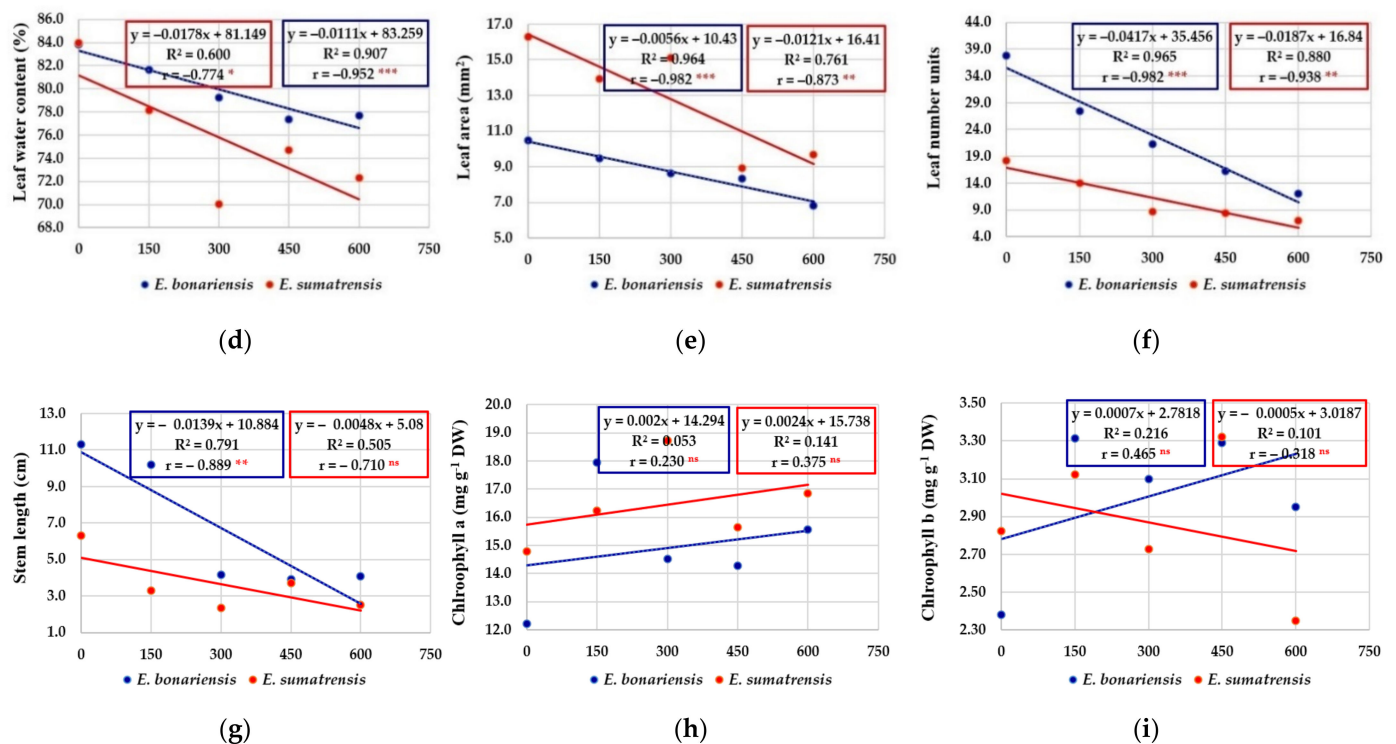 Leaf water content (%)
86.0
84.0
82.0
80.0
78.0
76.0
74.0
72.0
70.0
68.0
y = −0.0178x + 81.149
R² = 0.600
r = −0.774 *
y = −0.0111x + 83.259
R² = 0.907
r = −0.952 ***
0 150 300 450 600 750
E. bonariensis E. sumatrensis
(d)
Leaf area (mm²)
17.0
15.0
13.0
11.0
9.0
7.0
5.0
y = −0.0056x + 10.43
R² = 0.964
r = −0.982 ***
y = −0.0121x + 16.41
R² = 0.761
r = −0.873 **
0 150 300 450 600 750
E. bonariensis E. sumatrensis
(e)
Leaf number units
44.0
39.0
34.0
29.0
24.0
19.0
14.0
9.0
4.0
y = −0.0417x + 35.456
R² = 0.965
r = −0.982 ***
y = −0.0187x + 16.84
R² = 0.880
r = −0.938 **
0 150 300 450 600 750
E. bonariensis E. sumatrensis
(f)
Stem length (cm)
13.0
11.0
9.0
7.0
5.0
3.0
1.0
y = − 0.0139x + 10.884
R² = 0.791
r = − 0.889 **
y = − 0.0048x + 5.08
R² = 0.505
r = − 0.710 ns
0 150 300 450 600 750
E. bonariensis E. sumatrensis
(g)
Chlroophyll a (mg g⁻¹ DW)
20.0
19.0
18.0
17.0
16.0
15.0
14.0
13.0
12.0
y = 0.002x + 14.294
R² = 0.053
r = 0.230 ns
y = 0.0024x + 15.738
R² = 0.141
r = 0.375 ns
0 150 300 450 600 750
E. bonariensis E. sumatrensis
(h)
Chlroophyll b (mg g⁻¹ DW)
3.50
3.30
3.10
2.90
2.70
2.50
2.30
y = 0.0007x + 2.7818
R² = 0.216
r = 0.465 ns
y = − 0.0005x + 3.0187
R² = 0.101
r = − 0.318 ns
0 150 300 450 600 750
E. bonariensis E. sumatrensis
(i)